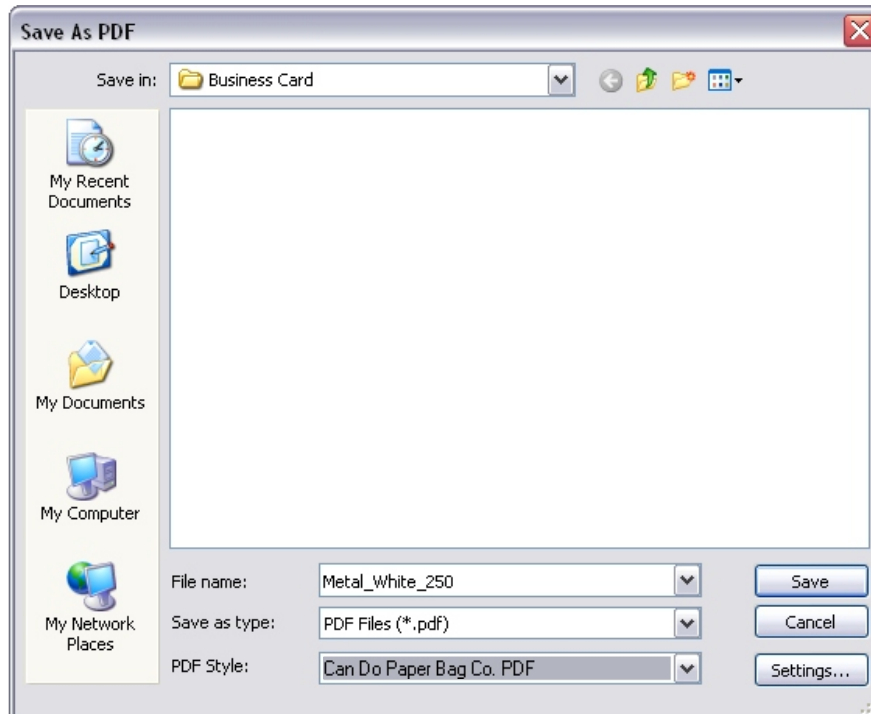 Save As PDF
Save in:
Business Card
My Recent
Documents
Desktop
My Documents
My Computer
My Network
Places
File name:
Metal_White_250
Save
Save as type:
PDF Files (*.pdf)
Cancel
PDF Style:
Can Do Paper Bag Co. PDF
Settings...